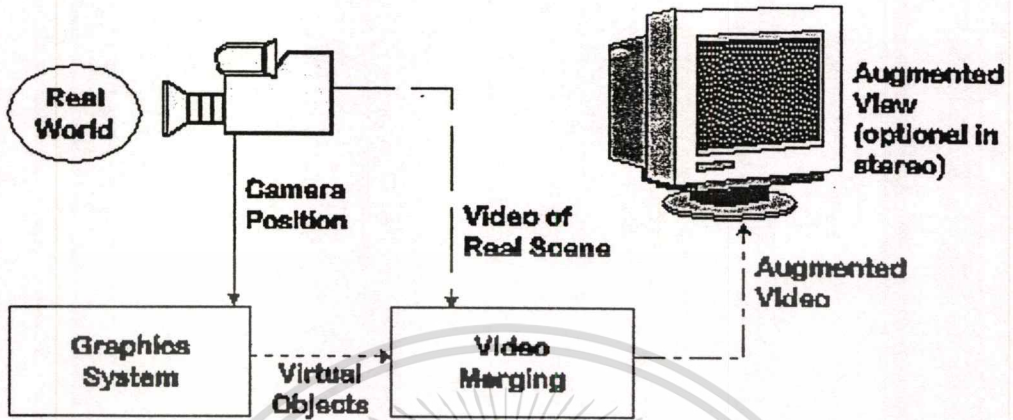 Real
World
Camera
Position
Video of
Real Scene
Augmented
View
(optional in
stereo)
Augmented
Video
Graphics
System
Virtual
Objects
Video
Merging